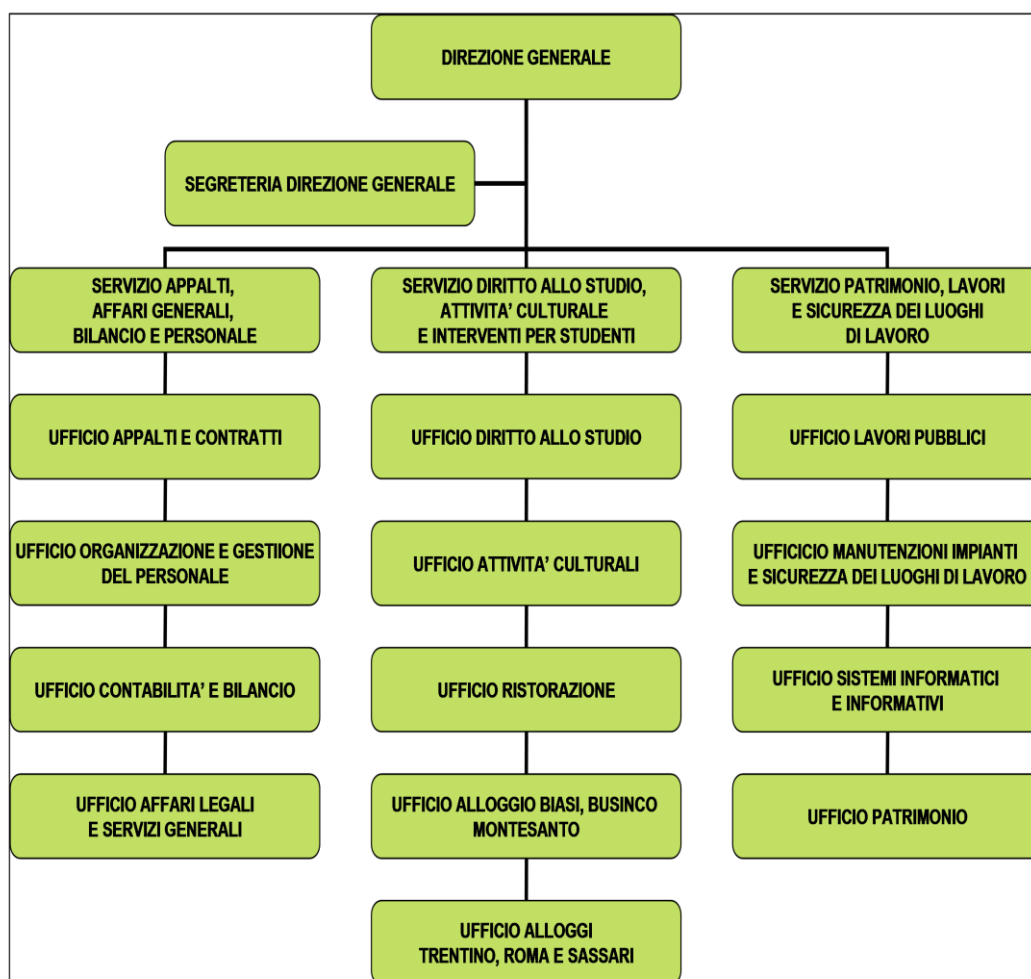 DIREZIONE GENERALE
SEGRETERIA DIREZIONE GENERALE
SERVIZIO APPALTI,
AFFARI GENERALI,
BILANCIO E PERSONALE
SERVIZIO DIRITTO ALLO STUDIO,
ATTIVITA’ CULTURALE
E INTERVENTI PER STUDENTI
SERVIZIO PATRIMONIO, LAVORI
E SICUREZZA DEI LUOGHI
DI LAVORO
UFFICIO APPALTI E CONTRATTI
UFFICIO DIRITTO ALLO STUDIO
UFFICIO LAVORI PUBBLICI
UFFICIO ORGANIZZAZIONE E GESTIIONE
DEL PERSONALE
UFFICIO ATTIVITA’ CULTURALI
UFFICICIO MANUTENZIONI IMPIANTI
E SICUREZZA DEI LUOGHI DI LAVORO
UFFICIO CONTABILITA’ E BILANCIO
UFFICIO RISTORAZIONE
UFFICIO SISTEMI INFORMATICI
E INFORMATIVI
UFFICIO AFFARI LEGALI
E SERVIZI GENERALI
UFFICIO ALLOGGIO BIASI, BUSINCO
MONTESANTO
UFFICIO PATRIMONIO
UFFICIO ALLOGGI
TRENTINO, ROMA E SASSARI